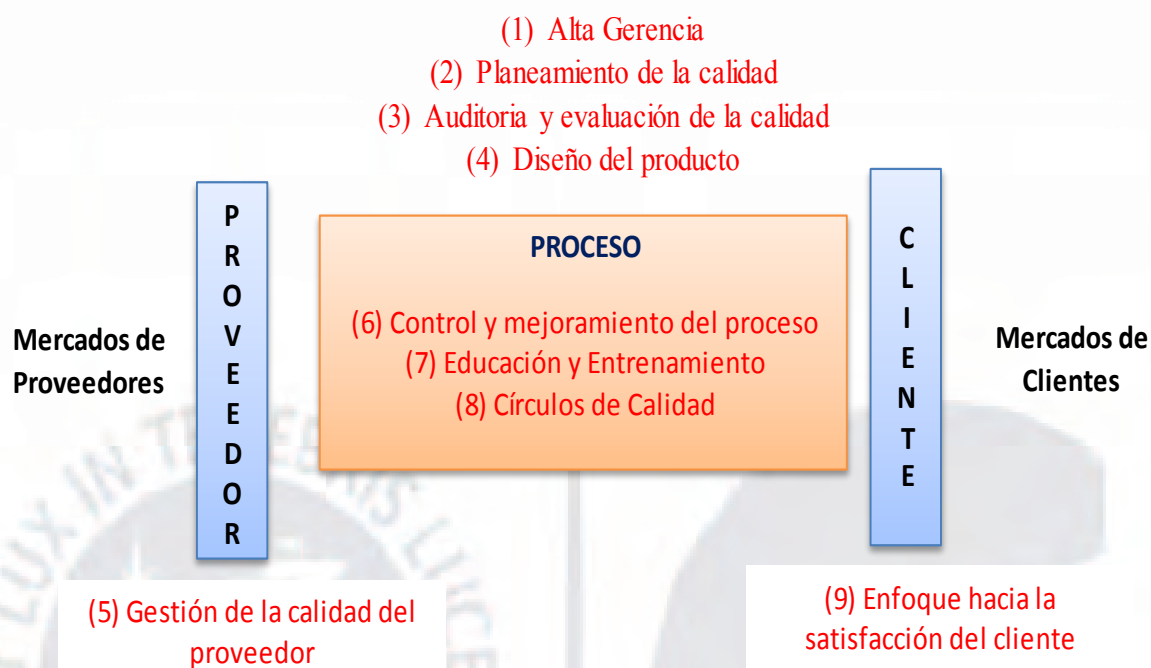 (1) Alta Gerencia
(2) Planeamiento de la calidad
(3) Auditoria y evaluación de la calidad
(4) Diseño del producto
PROVEEDOR
CLIENTE
PROCESO
(6) Control y mejoramiento del proceso
(7) Educación y Entrenamiento
(8) Círculos de Calidad
Mercados de
Proveedores
Mercados de
Clientes
(5) Gestión de la calidad del
proveedor
(9) Enfoque hacia la
satisfacción del cliente
LUX IN